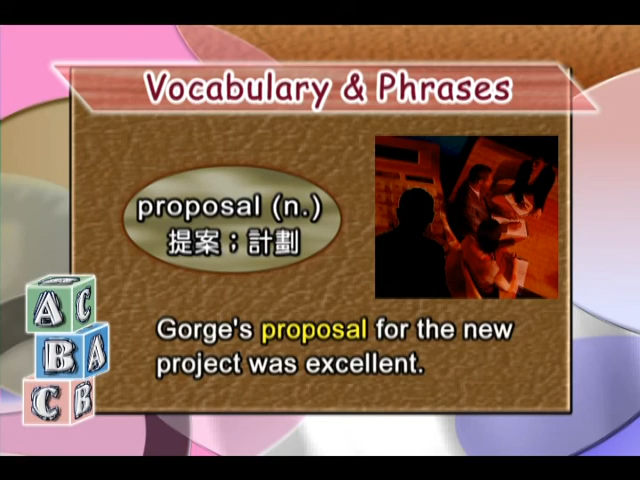 Vocabulary & Phrases
proposal (n.)
提案；計劃
Gorge's proposal for the new
project was excellent.
A C
B A
C B